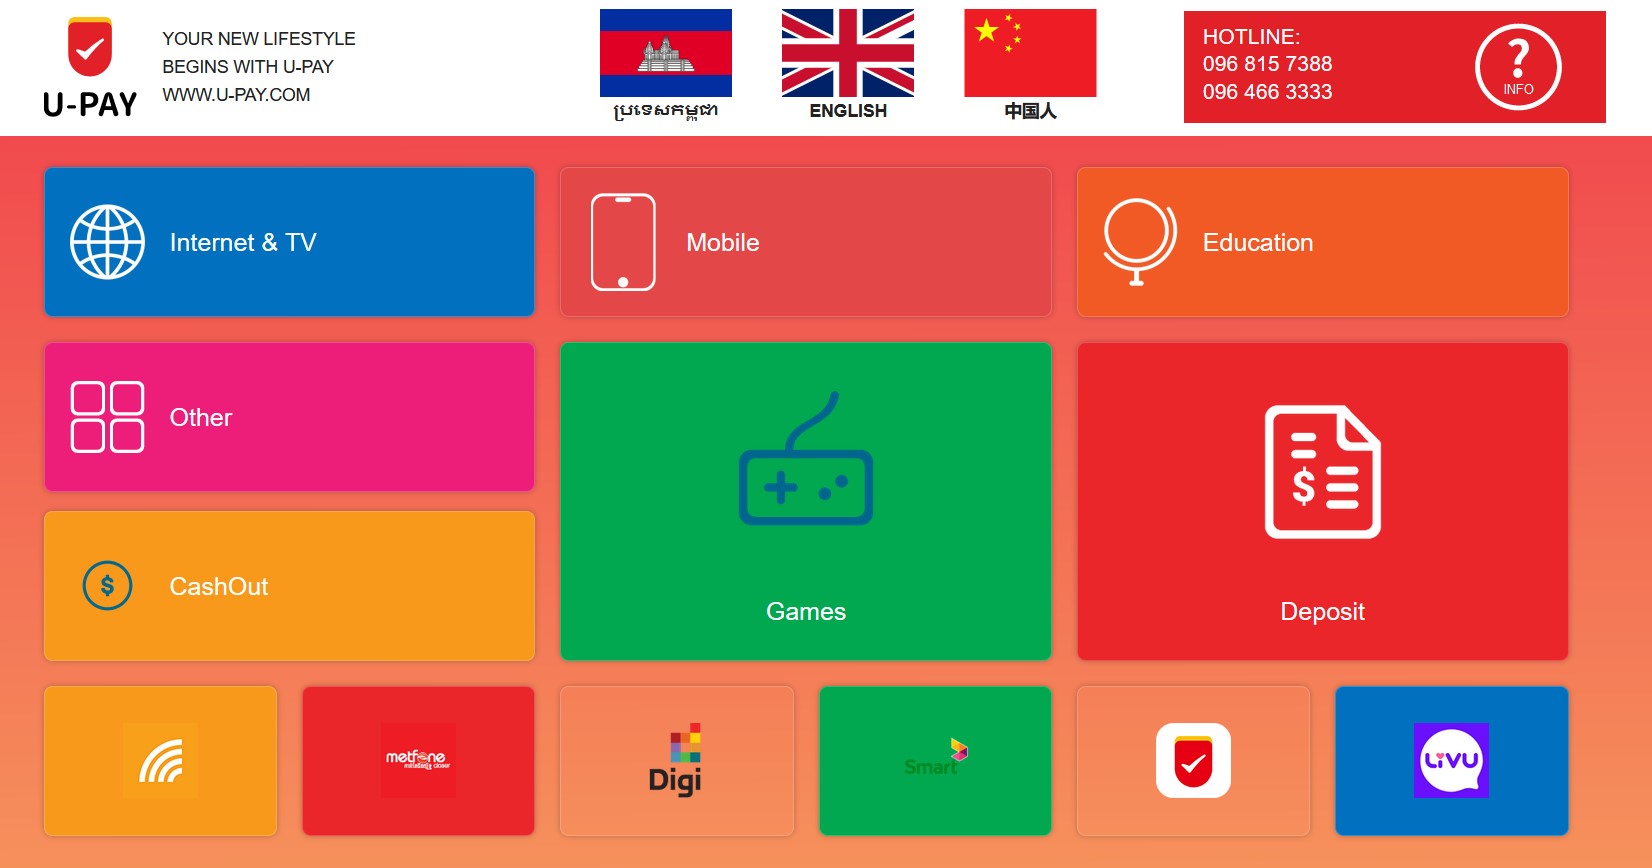 U-PAY
YOUR NEW LIFESTYLE
BEGINS WITH U-PAY
WWW.U-PAY.COM
ប្រទេសកម្ពុជា
ENGLISH
中国人
HOTLINE:
096 815 7388
096 466 3333
?
INFO
Internet & TV
Mobile
Education
Other
$
CashOut
Games
$
Deposit
metfone
closer
Digi
Smart
LivU